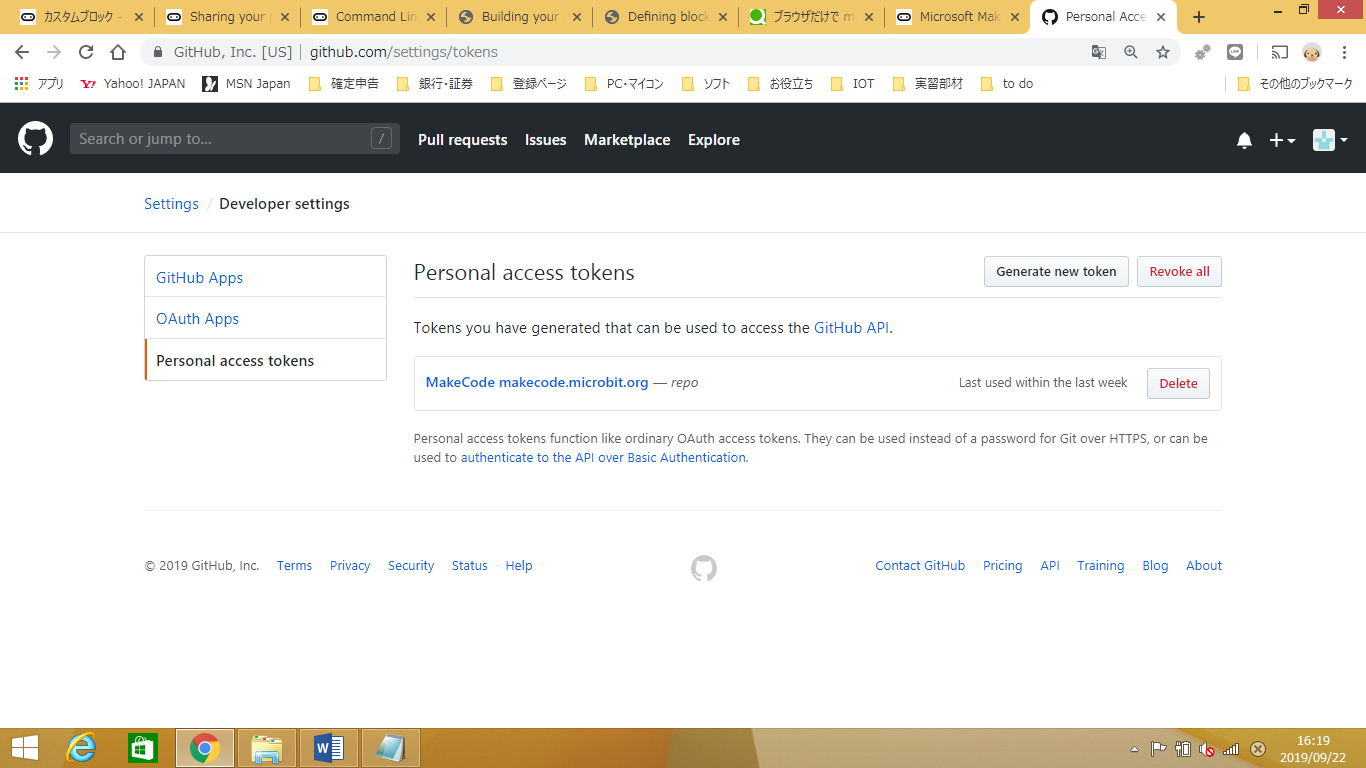 カスタムブロック -
Sharing your
Command Lin
Building your
Defining block
ブラウザだけで m
Microsoft Mak
Personal Acce
GitHub, Inc. [US] | github.com/settings/tokens
アプリ
Yahoo! JAPAN
MSN Japan
確定申告
銀行・証券
登録ページ
PC・マイコン
ソフト
お役立ち
IOT
実習部材
to do
その他のブックマーク
Search or jump to... /
Pull requests
Issues
Marketplace
Explore
Settings / Developer settings
GitHub Apps
OAuth Apps
Personal access tokens
Personal access tokens
Generate new token
Revoke all
Tokens you have generated that can be used to access the GitHub API.
MakeCode makecode.microbit.org — repo
Last used within the last week
Delete
Personal access tokens function like ordinary OAuth access tokens. They can be used instead of a password for Git over HTTPS, or can be
used to authenticate to the API over Basic Authentication.
© 2019 GitHub, Inc.
Terms
Privacy
Security
Status
Help
Contact GitHub
Pricing
API
Training
Blog
About
16:19
2019/09/22